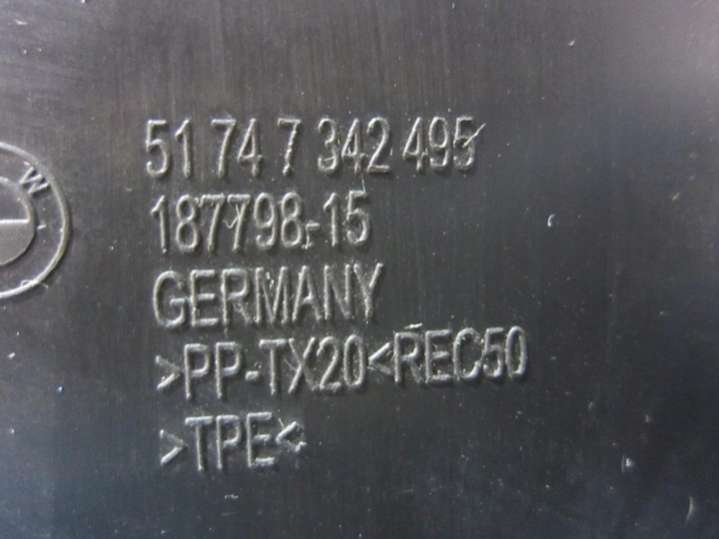 51 74 7 342 495
187798-15
GERMANY
>PP-TX20<REC50
>TPE<
W